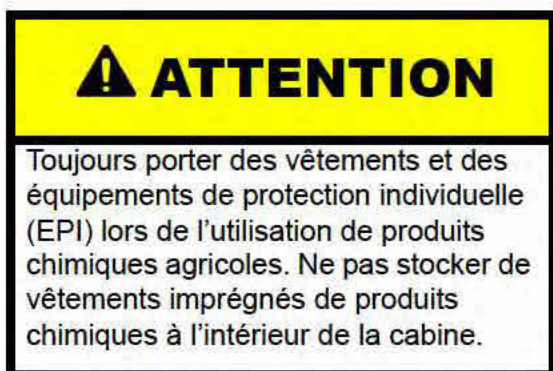 ATTENTION
Toujours porter des vêtements et des
équipements de protection individuelle
(EPI) lors de l'utilisation de produits
chimiques agricoles. Ne pas stocker de
vêtements imprégnés de produits
chimiques à l'intérieur de la cabine.